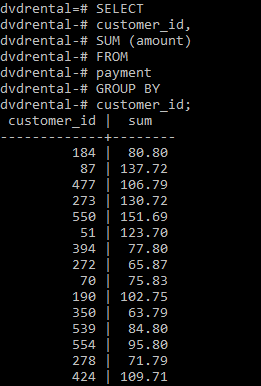 dvdrental=# SELECT
dvdrental-# customer_id,
dvdrental-# SUM (amount)
dvdrental-# FROM
dvdrental-# payment
dvdrental-# GROUP BY
dvdrental-# customer_id;
 customer_id |  sum
-------------+--------
         184 |  80.80
          87 | 137.72
         477 | 106.79
         273 | 130.72
         550 | 151.69
          51 | 123.70
         394 |  77.80
         272 |  65.87
          70 |  75.83
         190 | 102.75
         350 |  63.79
         539 |  84.80
         554 |  95.80
         278 |  71.79
         424 | 109.71